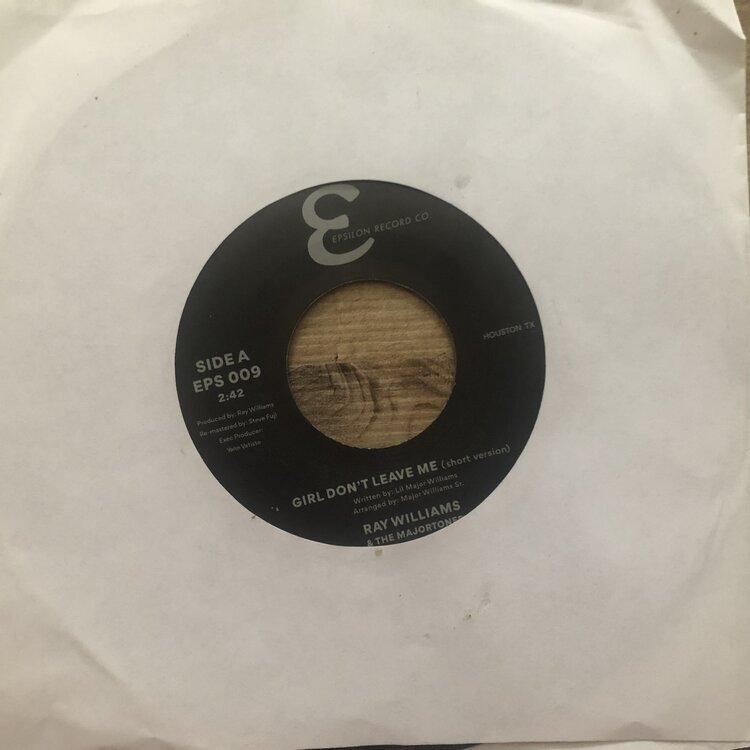 ε
EPSILON RECORD CO.
HOUSTON TX
SIDE A
EPS 009
2:42
Produced by: Ray Williams
Re-mastered by: Steve Fuji
Exec Producer:
Yann Vatiste
GIRL DON'T LEAVE ME (short version)
Written by: Lil Major Williams
Arranged by: Major Williams Sr.
RAY WILLIAMS
& THE MAJORTONES